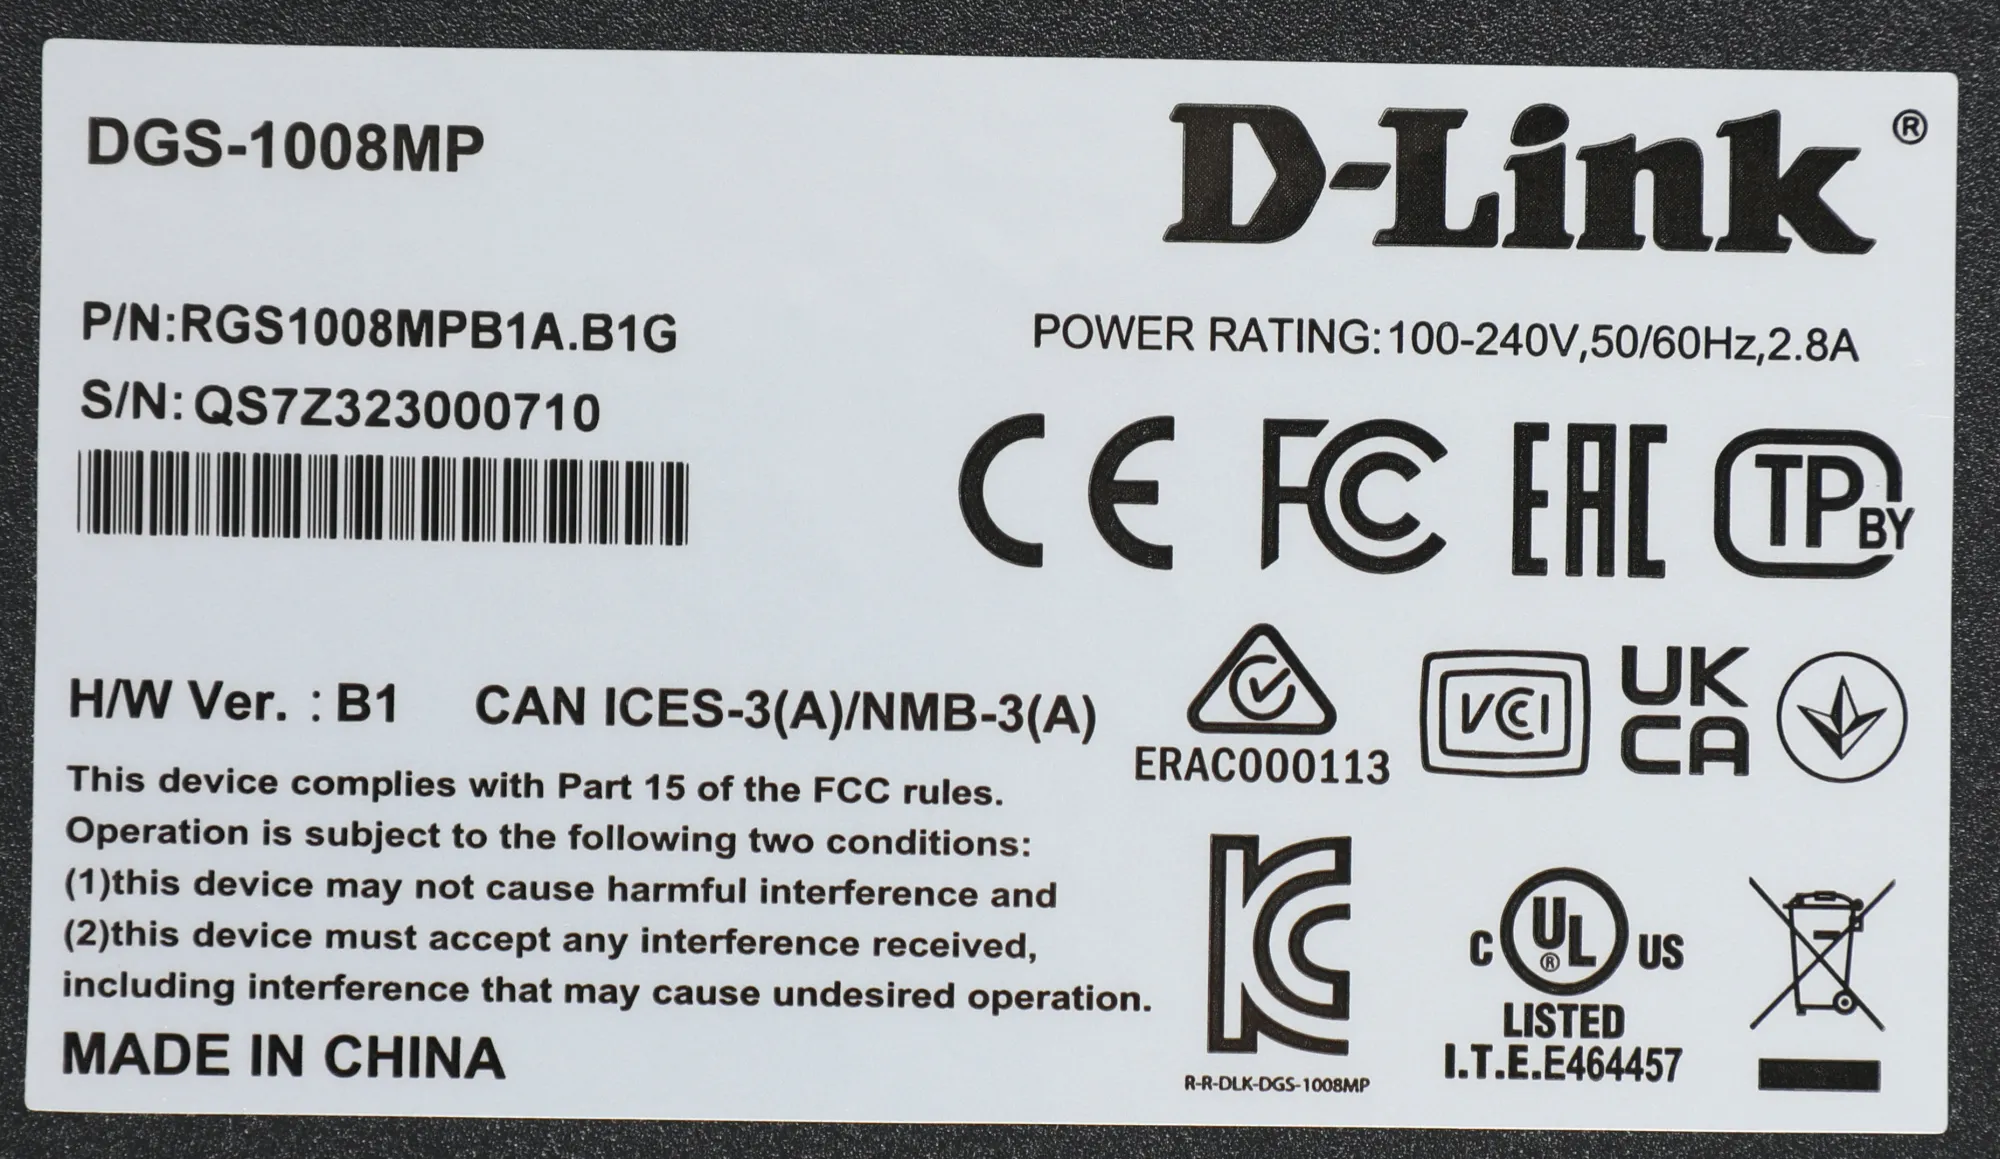 DGS-1008MP
D-Link®
P/N:RGS1008MPB1A.B1G
S/N: QS7Z323000710
POWER RATING:100-240V,50/60Hz,2.8A
CE FC EAC TP BY
H/W Ver. : B1 CAN ICES-3(A)/NMB-3(A)
ERAC000113
VCCI
UK
CA
This device complies with Part 15 of the FCC rules.
Operation is subject to the following two conditions:
(1)this device may not cause harmful interference and
(2)this device must accept any interference received,
including interference that may cause undesired operation.
MADE IN CHINA
KC
R-R-DLK-DGS-1008MP
C UL® US
LISTED
I.T.E.E464457